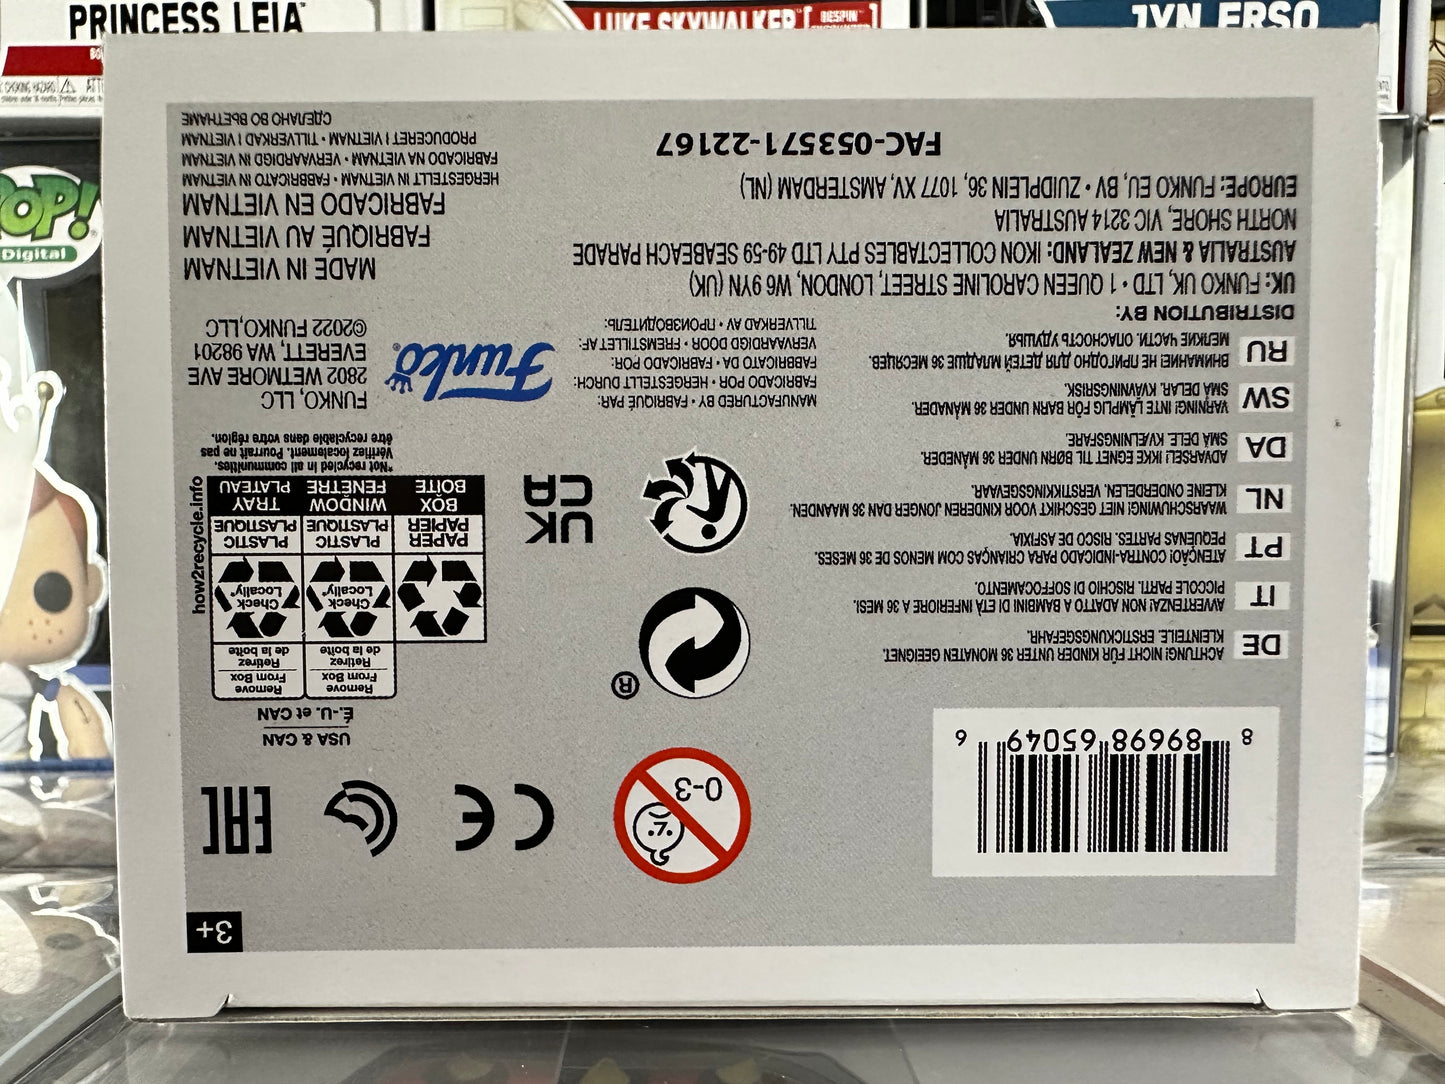 PRINCESS LEIA
LUKE SKYWALKER
BESPIN
JYN ERSO
CHOKING HAZARD
POP!
Digital
3+
8 89698 65049 6
0-3
CE
EAC
USA & CAN
É.-U. et CAN
Remove
From Box
Retirez
de la boîte
Remove
From Box
Retirez
de la boîte
Check
Locally*
Check
Locally*
PAPER
PAPIER
BOX
BOÎTE
PLASTIC
PLASTIQUE
WINDOW
FENÊTRE
PLASTIC
PLASTIQUE
TRAY
PLATEAU
how2recycle.info
*Not recycled in all communities.
Vérifiez localement. Pourrait ne pas
être recyclable dans votre région.
®
UK
CA
DE
ACHTUNG! NICHT FÜR KINDER UNTER 36 MONATEN GEEIGNET.
KLEINTEILE. ERSTICKUNGSGEFAHR.
IT
AVVERTENZA! NON ADATTO A BAMBINI DI ETÀ INFERIORE A 36 MESI.
PICCOLE PARTI. RISCHIO DI SOFFOCAMENTO.
PT
ATENÇÃO! CONTRA-INDICADO PARA CRIANÇAS COM MENOS DE 36 MESES.
PEQUENAS PARTES. RISCO DE ASFIXIA.
NL
WAARSCHUWING! NIET GESCHIKT VOOR KINDEREN JONGER DAN 36 MAANDEN.
KLEINE ONDERDELEN. VERSTIKKINGSGEVAAR.
DA
ADVARSEL! IKKE EGNET TIL BØRN UNDER 36 MÅNEDER.
SMÅ DELE. KVÆLNINGSFARE.
SW
VARNING! INTE LÄMPLIG FÖR BARN UNDER 36 MÅNADER.
SMÅ DELAR. KVÄVNINGSRISK.
RU
ВНИМАНИЕ! НЕ ПРИГОДНО ДЛЯ ДЕТЕЙ МЛАДШЕ 36 МЕСЯЦЕВ.
МЕЛКИЕ ЧАСТИ. ОПАСНОСТЬ УДУШЬЯ.
MANUFACTURED BY • FABRIQUÉ PAR:
FABRICADO POR • HERGESTELLT DURCH:
FABBRICATO DA • FABRICADO POR:
VERVAARDIGD DOOR • FREMSTILLET AF:
TILLVERKAD AV • ПРОИЗВОДИТЕЛЬ:
Funko®
FUNKO, LLC
2802 WETMORE AVE
EVERETT, WA 98201
©2022 FUNKO,LLC
DISTRIBUTION BY:
UK: FUNKO UK, LTD • 1 QUEEN CAROLINE STREET, LONDON, W6 9YN (UK)
AUSTRALIA & NEW ZEALAND: IKON COLLECTABLES PTY LTD 49-59 SEABEACH PARADE
NORTH SHORE, VIC 3214 AUSTRALIA
EUROPE: FUNKO EU, BV • ZUIDPLEIN 36, 1077 XV, AMSTERDAM (NL)
FAC-053571-22167
MADE IN VIETNAM
FABRIQUÉ AU VIETNAM
FABRICADO EN VIETNAM
HERGESTELLT IN VIETNAM • FABBRICATO IN VIETNAM
FABRICADO NA VIETNAM • VERVAARDIGD IN VIETNAM
PRODUCERET I VIETNAM • TILLVERKAD I VIETNAM
СДЕЛАНО ВО ВЬЕТНАМЕ